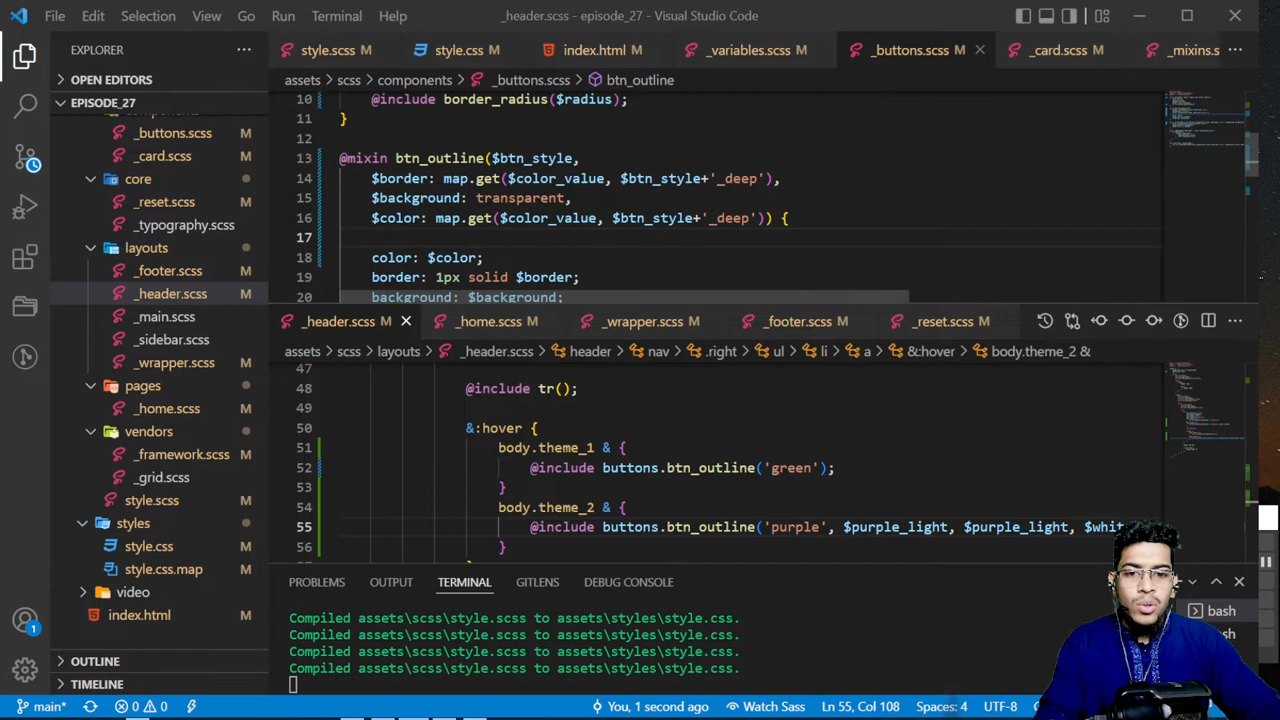 File Edit Selection View Go Run Terminal Help _header.scss - episode_27 - Visual Studio Code
EXPLORER
OPEN EDITORS
EPISODE_27
components
_buttons.scss M
_card.scss M
core
_reset.scss M
_typography.scss M
layouts
_footer.scss M
_header.scss M
_main.scss M
_sidebar.scss M
_wrapper.scss M
pages
_home.scss M
vendors
_framework.scss M
_grid.scss M
style.scss M
styles
style.css M
style.css.map M
video
index.html M
OUTLINE
TIMELINE
style.scss M style.css M index.html M _variables.scss M _buttons.scss M _card.scss M _mixins.s
assets > scss > components > _buttons.scss > btn_outline
10 @include border_radius($radius);
11 }
12
13 @mixin btn_outline($btn_style,
14 $border: map.get($color_value, $btn_style+'_deep'),
15 $background: transparent,
16 $color: map.get($color_value, $btn_style+'_deep')) {
17
18 color: $color;
19 border: 1px solid $border;
20 background: $background;
_header.scss M _home.scss M _wrapper.scss M _footer.scss M _reset.scss M
assets > scss > layouts > _header.scss > header > nav > .right > ul > li > a > &:hover > body.theme_2 &
47
48 @include tr();
49
50 &:hover {
51 body.theme_1 & {
52 @include buttons.btn_outline('green');
53 }
54 body.theme_2 & {
55 @include buttons.btn_outline('purple', $purple_light, $purple_light, $whit
56 }
PROBLEMS OUTPUT TERMINAL GITLENS DEBUG CONSOLE
Compiled assets\scss\style.scss to assets\styles\style.css.
Compiled assets\scss\style.scss to assets\styles\style.css.
Compiled assets\scss\style.scss to assets\styles\style.css.
Compiled assets\scss\style.scss to assets\styles\style.css.
bash
1
main* 0 0 You, 1 second ago Watch Sass Ln 55, Col 108 Spaces: 4 UTF-8